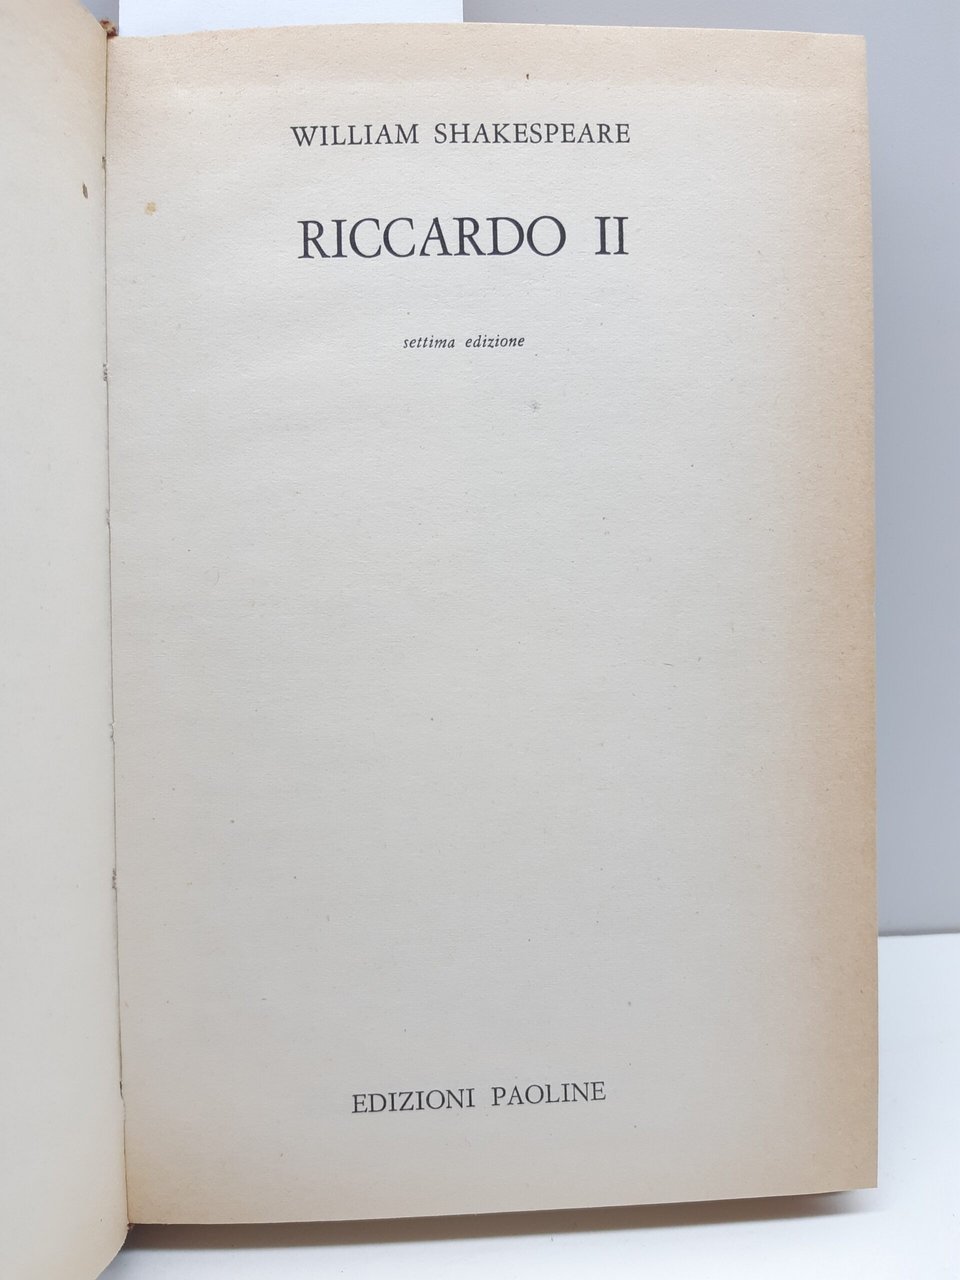 WILLIAM SHAKESPEARE
RICCARDO II
settima edizione
EDIZIONI PAOLINE